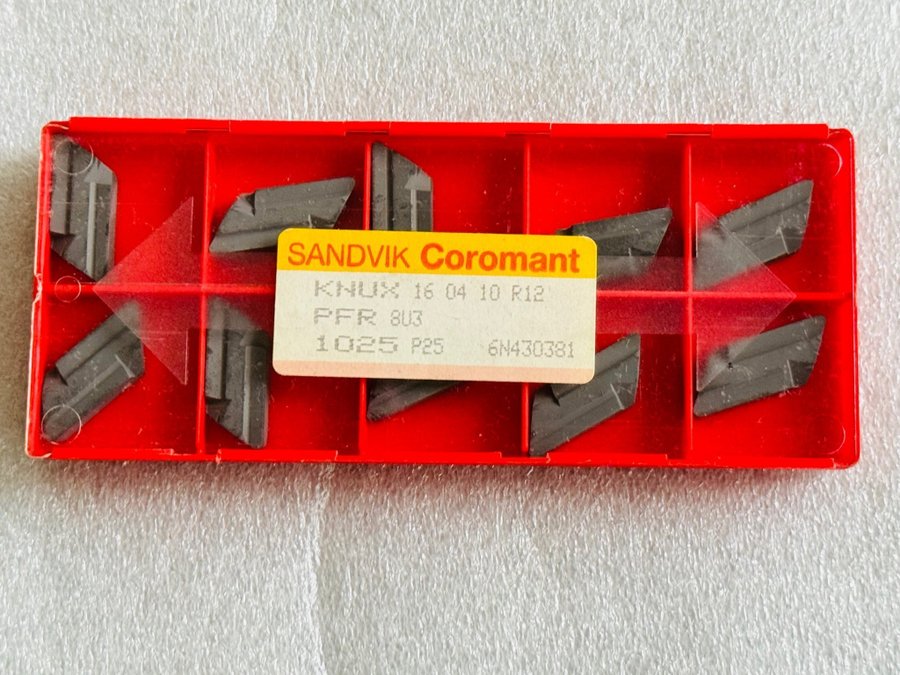 SANDVIK Coromant
KNUX 16 04 10 R12
PFR 8U3
1025 P25 6N430381